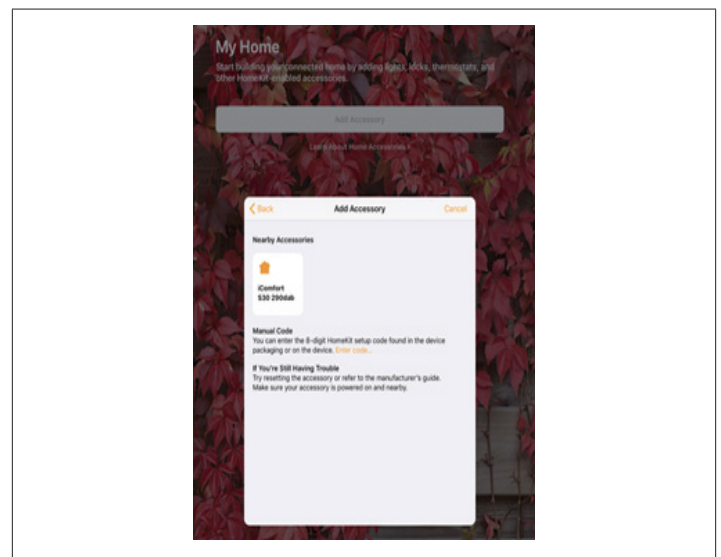 My Home
Start building your connected home by adding lights, locks, thermostats, and
other HomeKit-enabled accessories.
Add Accessory
Learn About Home Accessories >
< Back
Add Accessory
Cancel
Nearby Accessories
iComfort
S30 290dab
Manual Code
You can enter the 8-digit HomeKit setup code found in the device
packaging or on the device. Enter code...
If You're Still Having Trouble
Try resetting the accessory or refer to the manufacturer's guide.
Make sure your accessory is powered on and nearby.